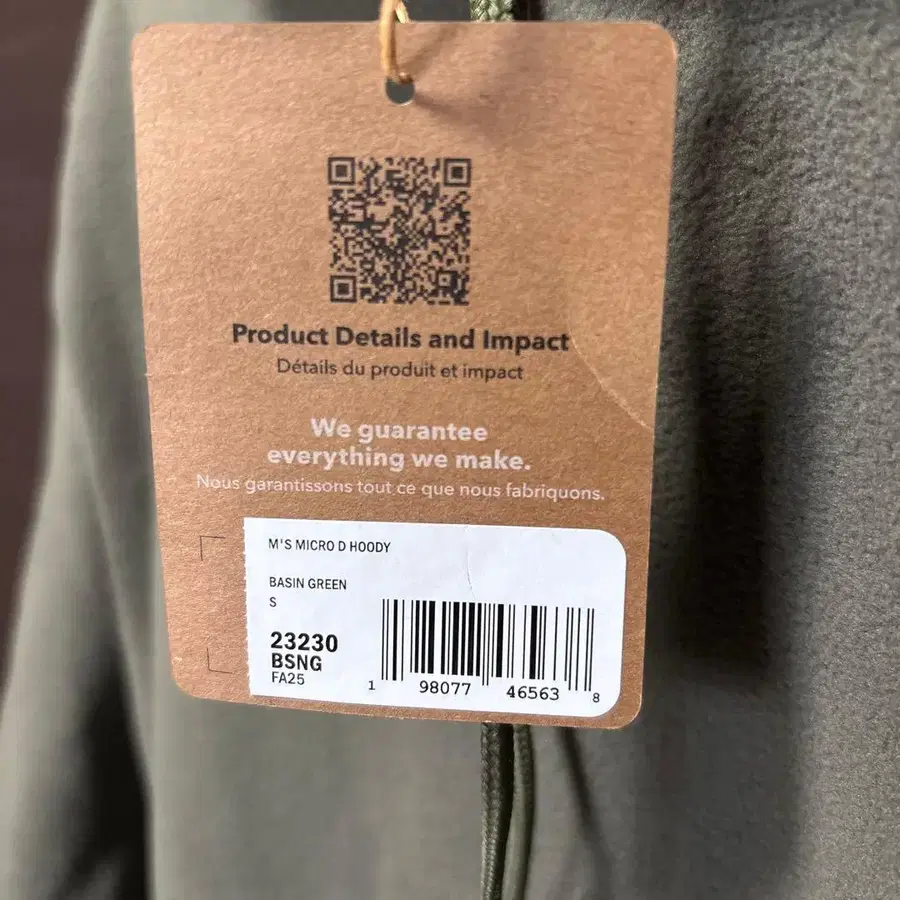 Product Details and Impact
Détails du produit et impact
We guarantee
everything we make.
Nous garantissons tout ce que nous fabriquons.
M'S MICRO D HOODY
BASIN GREEN
S
23230
BSNG
FA25
1 98077 46563 8